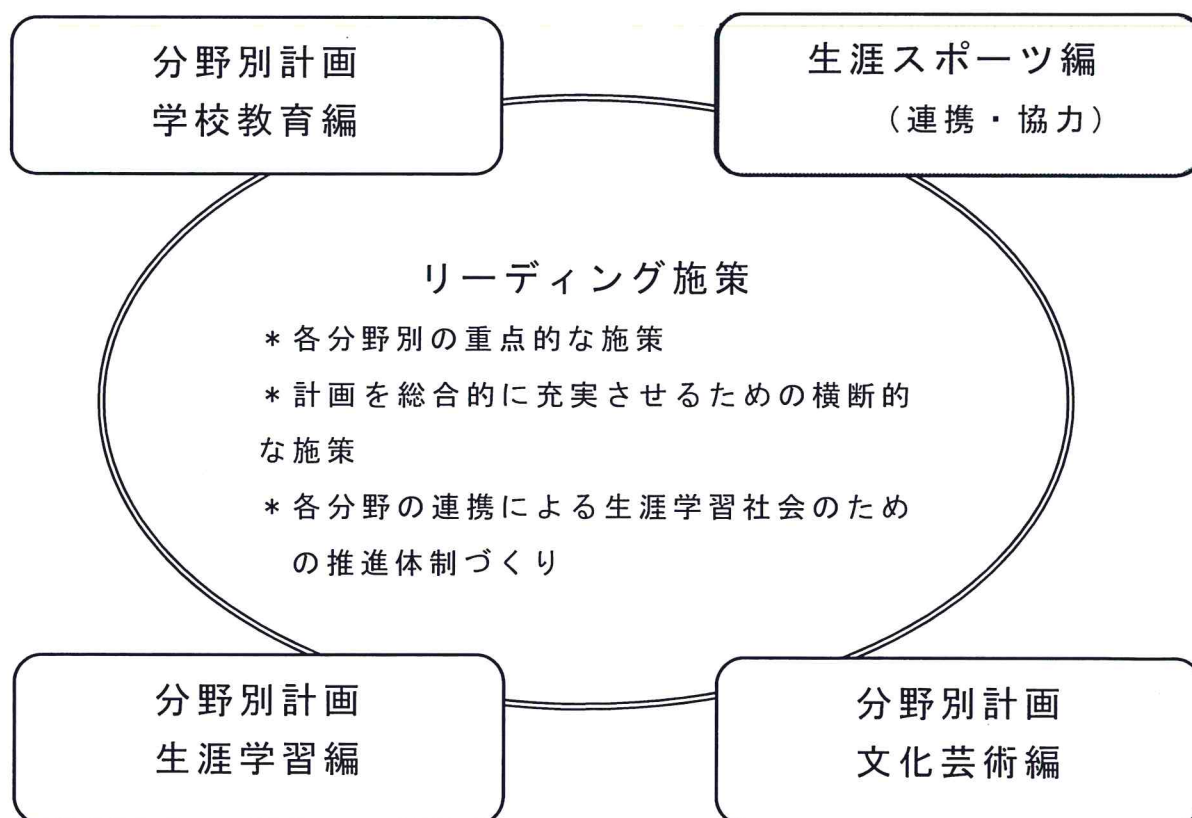 分野別計画
学校教育編
生涯スポーツ編
（連携・協力）
リーディング施策
＊各分野別の重点的な施策
＊計画を総合的に充実させるための横断的
な施策
＊各分野の連携による生涯学習社会のため
の推進体制づくり
分野別計画
生涯学習編
分野別計画
文化芸術編